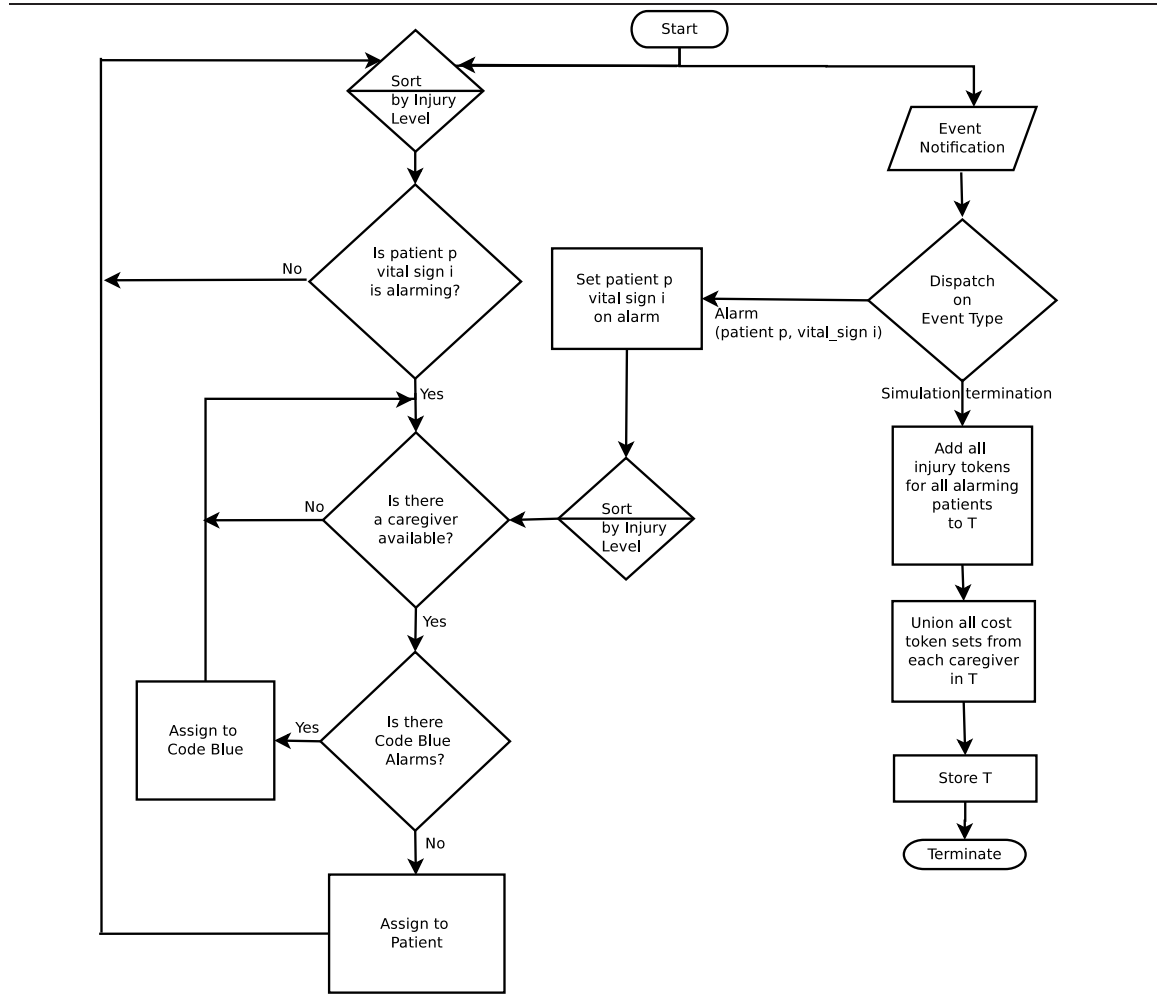 Start
Sort
by Injury
Level
Event
Notification
Is patient p
vital sign i
is alarming?
No
Yes
Set patient p
vital sign i
on alarm
Dispatch
on
Event Type
Alarm
(patient p, vital_sign i)
Simulation termination
Is there
a caregiver
available?
No
Yes
Sort
by Injury
Level
Add all
injury tokens
for all alarming
patients
to T
Union all cost
token sets from
each caregiver
in T
Is there
Code Blue
Alarms?
Yes
No
Assign to
Code Blue
Store T
Terminate
Assign to
Patient